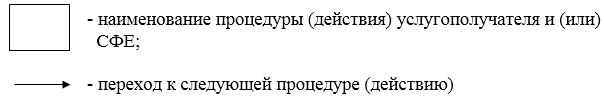 - наименование процедуры (действия) услугополучателя и (или)
СФЕ;
- переход к следующей процедуре (действию)